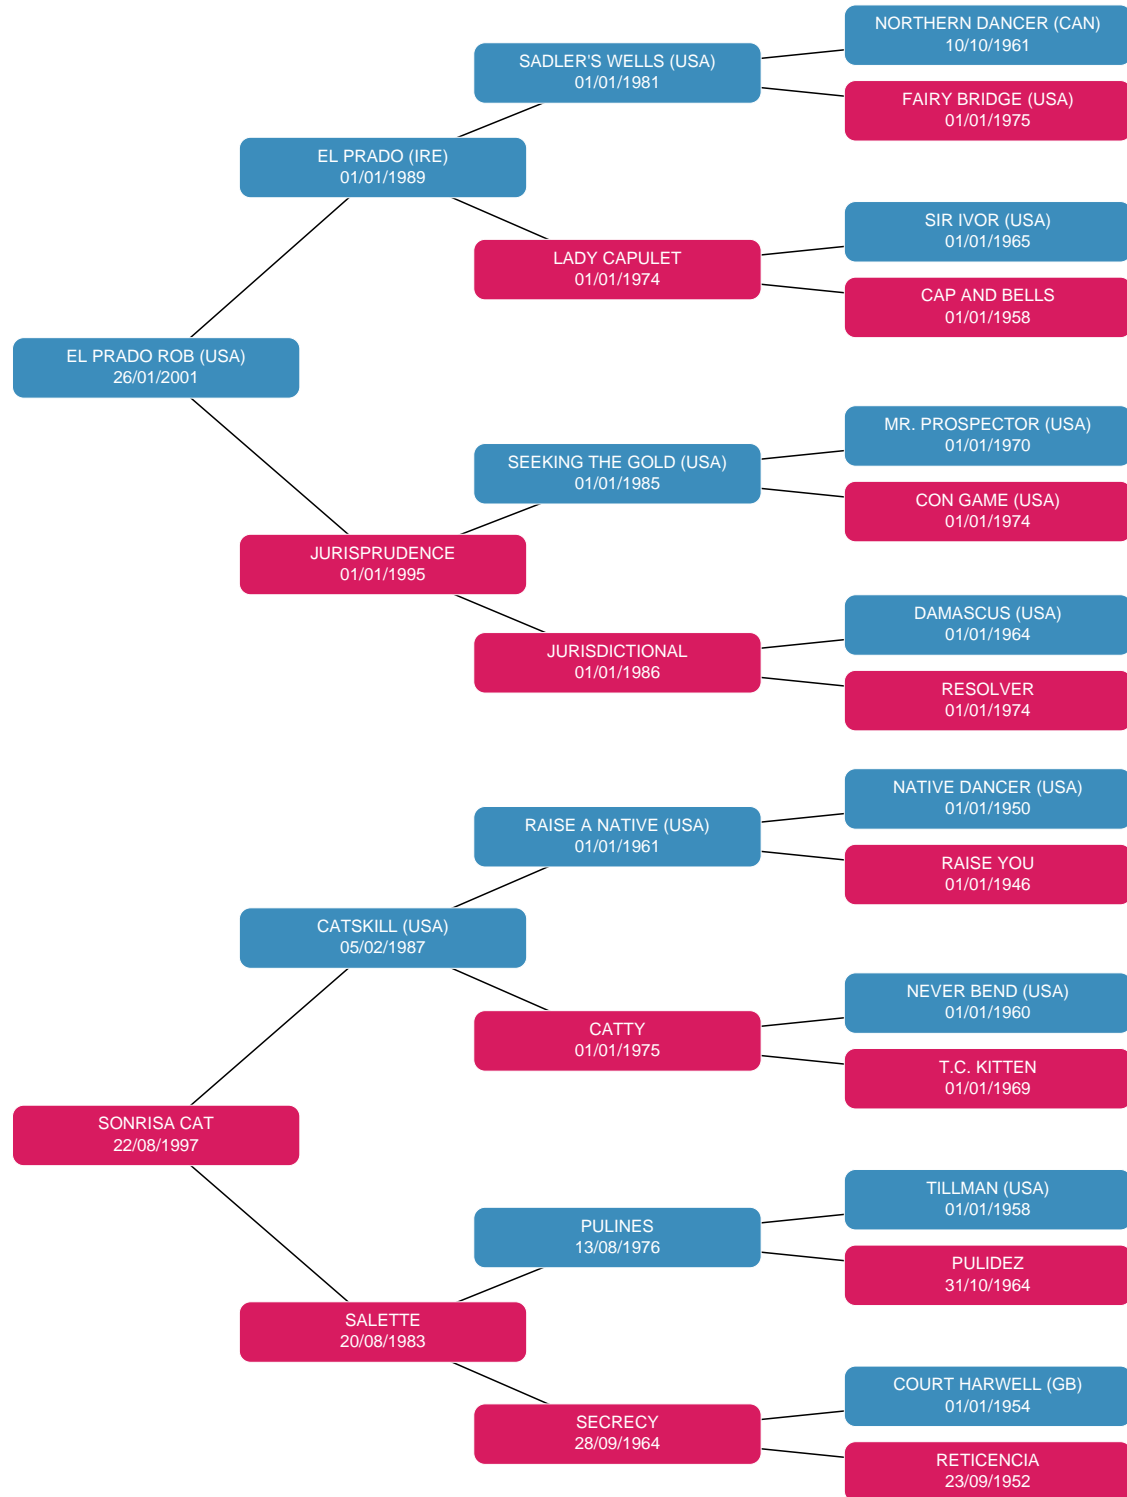 NORTHERN DANCER (CAN)
10/10/1961
SADLER'S WELLS (USA)
01/01/1981
FAIRY BRIDGE (USA)
01/01/1975
EL PRADO (IRE)
01/01/1989
SIR IVOR (USA)
01/01/1965
LADY CAPULET
01/01/1974
CAP AND BELLS
01/01/1958
EL PRADO ROB (USA)
26/01/2001
MR. PROSPECTOR (USA)
01/01/1970
SEEKING THE GOLD (USA)
01/01/1985
CON GAME (USA)
01/01/1974
JURISPRUDENCE
01/01/1995
DAMASCUS (USA)
01/01/1964
JURISDICTIONAL
01/01/1986
RESOLVER
01/01/1974
NATIVE DANCER (USA)
01/01/1950
RAISE A NATIVE (USA)
01/01/1961
RAISE YOU
01/01/1946
CATSKILL (USA)
05/02/1987
NEVER BEND (USA)
01/01/1960
CATTY
01/01/1975
T.C. KITTEN
01/01/1969
SONRISA CAT
22/08/1997
TILLMAN (USA)
01/01/1958
PULINES
13/08/1976
PULIDEZ
31/10/1964
SALETTE
20/08/1983
COURT HARWELL (GB)
01/01/1954
SECRECY
28/09/1964
RETICENCIA
23/09/1952